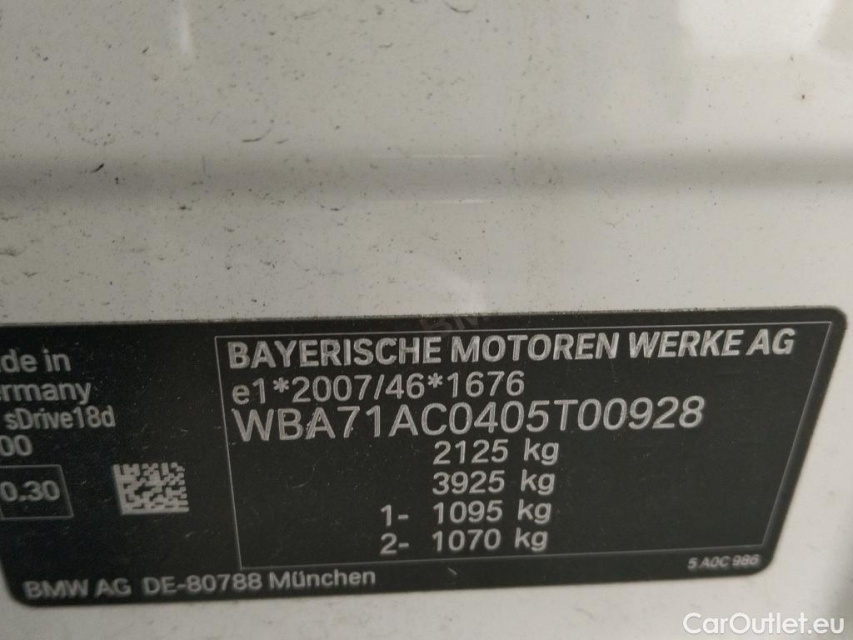 de in
rmany
sDrive18d
00
0.30
BAYERISCHE MOTOREN WERKE AG
e1*2007/46*1676
WBA71AC0405T00928
2125 kg
3925 kg
1- 1095 kg
2- 1070 kg
BMW AG DE-80788 München
5 A0C 986
CarOutlet.eu